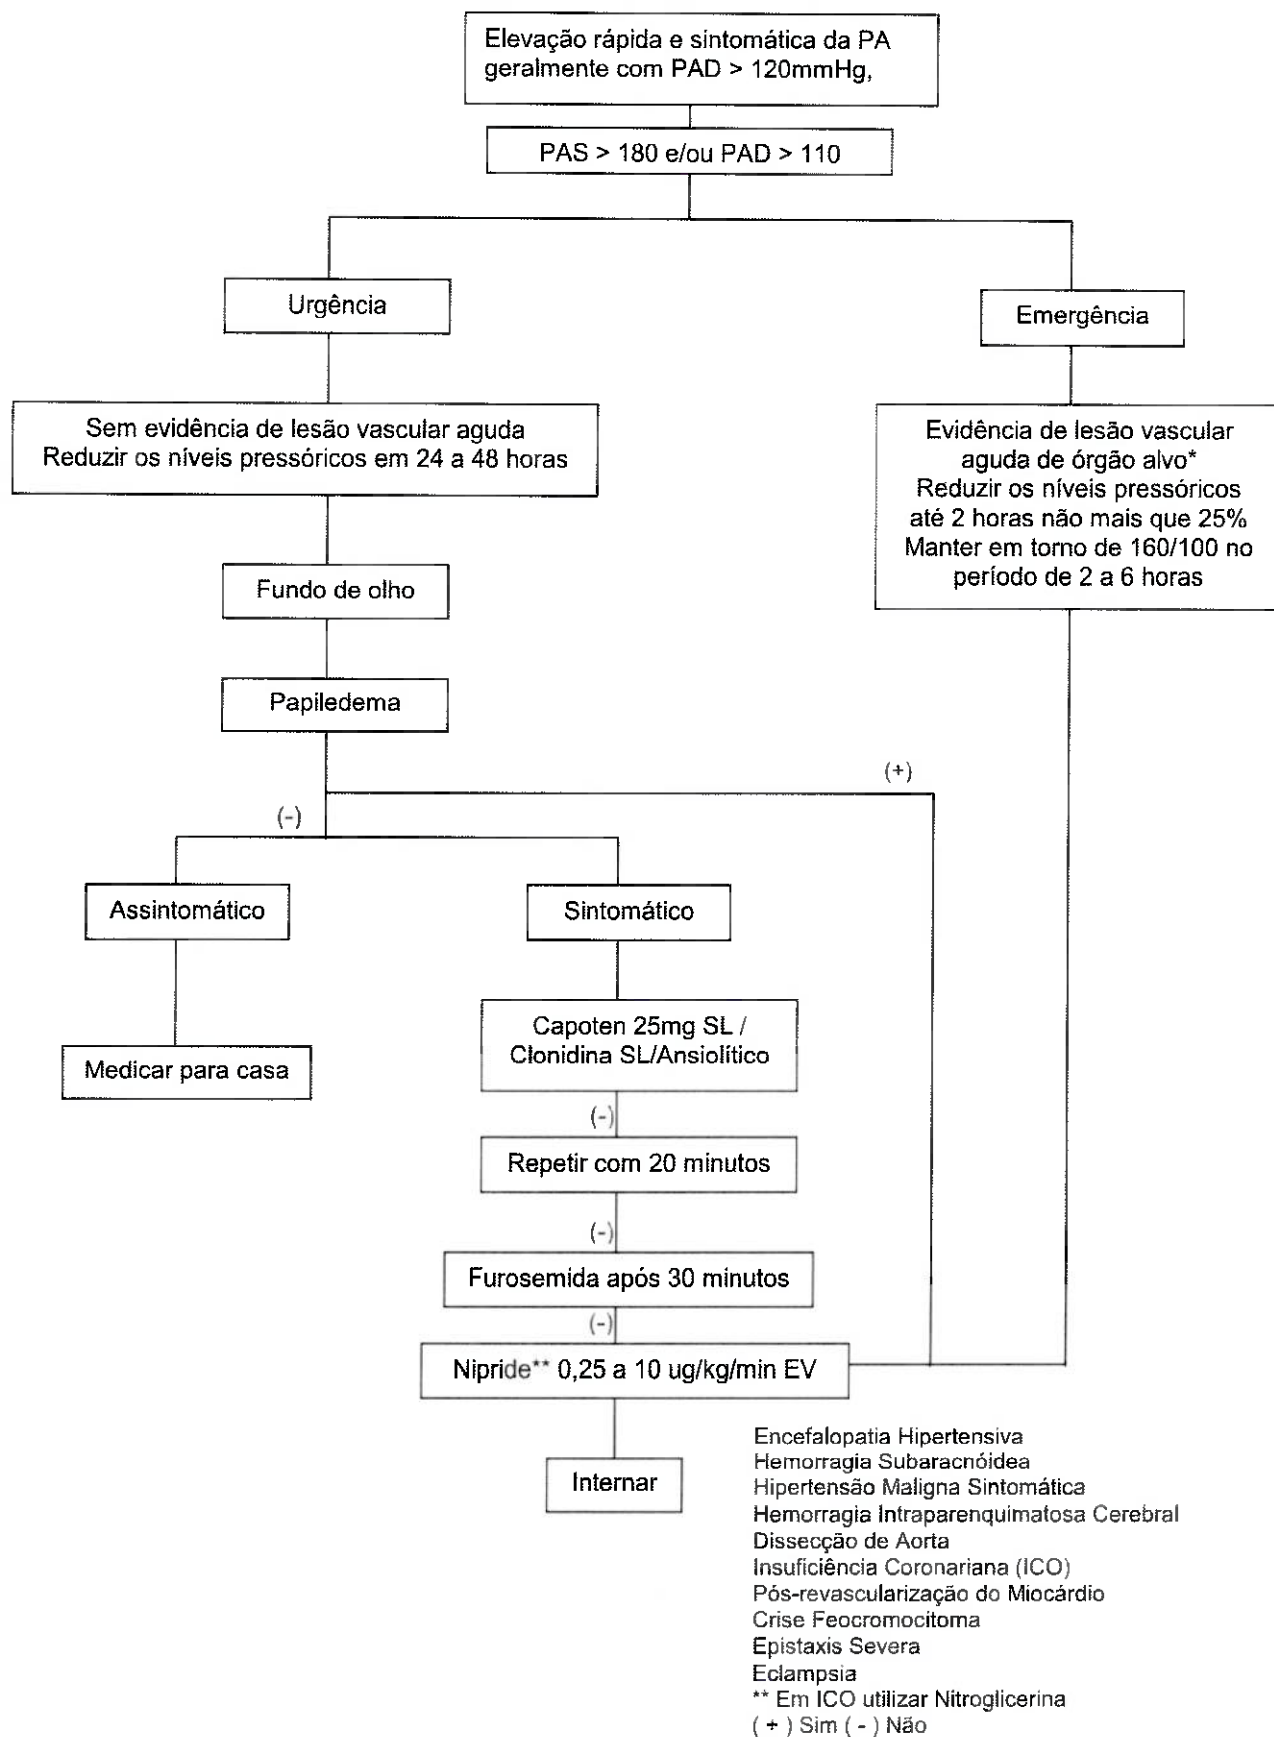 Elevação rápida e sintomática da PA
geralmente com PAD > 120mmHg,
PAS > 180 e/ou PAD > 110
Urgência
Emergência
Sem evidência de lesão vascular aguda
Reduzir os níveis pressóricos em 24 a 48 horas
Evidência de lesão vascular
aguda de órgão alvo*
Reduzir os níveis pressóricos
até 2 horas não mais que 25%
Manter em torno de 160/100 no
período de 2 a 6 horas
Fundo de olho
Papiledema
(+)
(-)
Assintomático
Sintomático
Medicar para casa
Capoten 25mg SL /
Clonidina SL/Ansiolítico
(-)
Repetir com 20 minutos
(-)
Furosemida após 30 minutos
(-)
Nipride** 0,25 a 10 ug/kg/min EV
Internar
Encefalopatia Hipertensiva
Hemorragia Subaracnóidea
Hipertensão Maligna Sintomática
Hemorragia Intraparenquimatosa Cerebral
Dissecção de Aorta
Insuficiência Coronariana (ICO)
Pós-revascularização do Miocárdio
Crise Feocromocitoma
Epistaxis Severa
Eclampsia
** Em ICO utilizar Nitroglicerina
( + ) Sim ( - ) Não